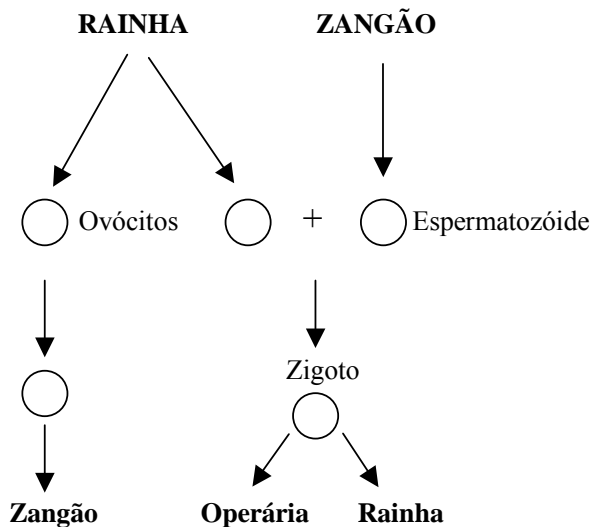 RAINHA ZANGÃO
Ovócitos + Espermatozóide
Zigoto
Zangão Operária Rainha